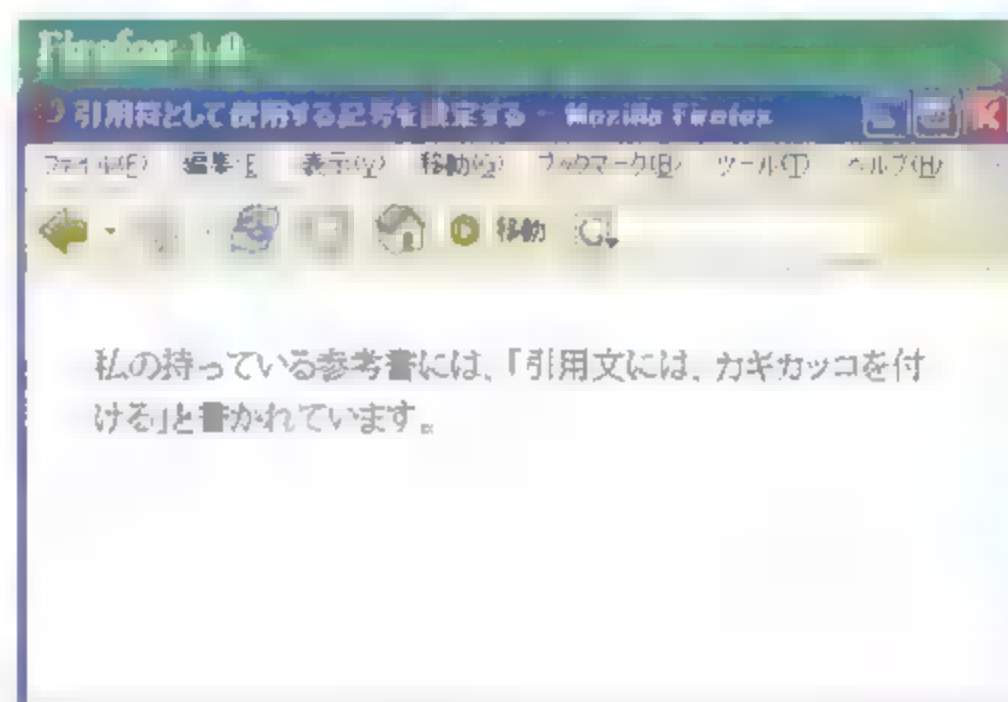 Firefox 1.0
引用符として使用する記号を設定する - Mozilla Firefox
ファイル(F) 編集(E) 表示(V) 移動(G) ブックマーク(B) ツール(T) ヘルプ(H)
移動
私の持っている参考書には、「引用文には、カギカッコを付
ける」と書かれています。